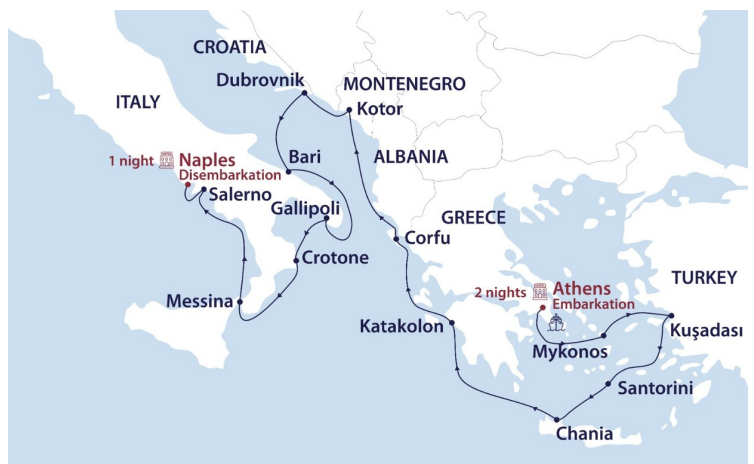 CROATIA
Dubrovnik
MONTENEGRO
Kotor
ITALY
1 night Naples
Disembarkation
Bari
ALBANIA
Salerno
Gallipoli
GREECE
Corfu
Crotone
TURKEY
2 nights Athens
Embarkation
Messina
Katakolon
Kuşadası
Mykonos
Santorini
Chania